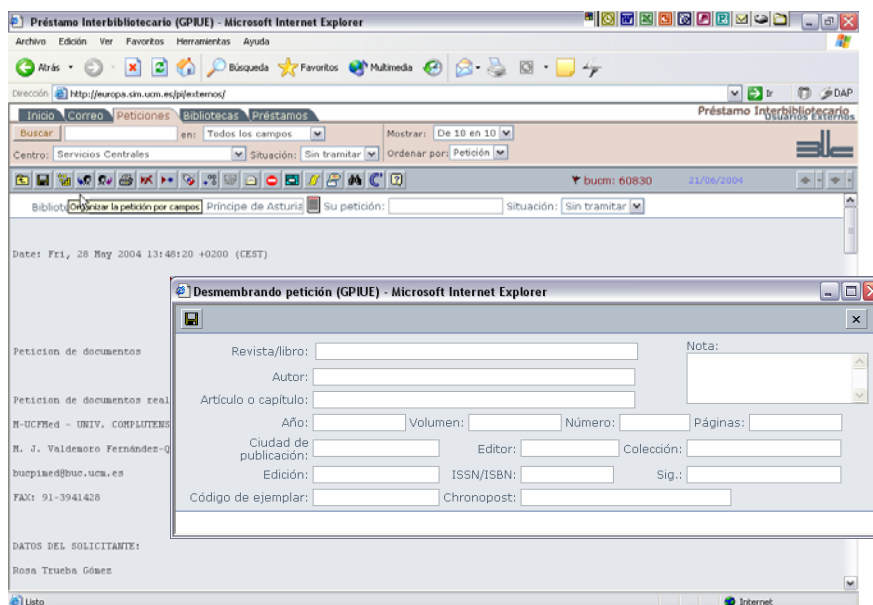 Préstamo Interbibliotecario (GPIUE) - Microsoft Internet Explorer
Archivo Edición Ver Favoritos Herramientas Ayuda
Atrás Búsqueda Favoritos Multimedia
Dirección http://europa.sim.ucm.es/pi/externos/ Ir DAP
Inicio Correo Peticiones Bibliotecas Préstamos Préstamo Interbibliotecario
Usuarios Externos
Buscar en: Todos los campos Mostrar: De 10 en 10
Centro: Servicios Centrales Situación: Sin tramitar Ordenar por: Petición
bucm: 60830 21/06/2004
Organizar la petición por campos Príncipe de Asturia Su petición: Situación: Sin tramitar
Date: Fri, 28 May 2004 13:48:20 +0200 (CEST)
Desmembrando petición (GPIUE) - Microsoft Internet Explorer
Revista/libro: Nota:
Autor:
Artículo o capítulo:
Año: Volumen: Número: Páginas:
Ciudad de publicación: Editor: Colección:
Edición: ISSN/ISBN: Sig.:
Código de ejemplar: Chronopost:
Peticion de documentos
Peticion de documentos real
M-UCFMed - UNIV. COMPLUTENS
M. J. Valdemoro Fernández-Q
bucpimed@buc.ucm.es
FAX: 91-3941428
DATOS DEL SOLICITANTE:
Rosa Trueba Gómez
Listo Internet